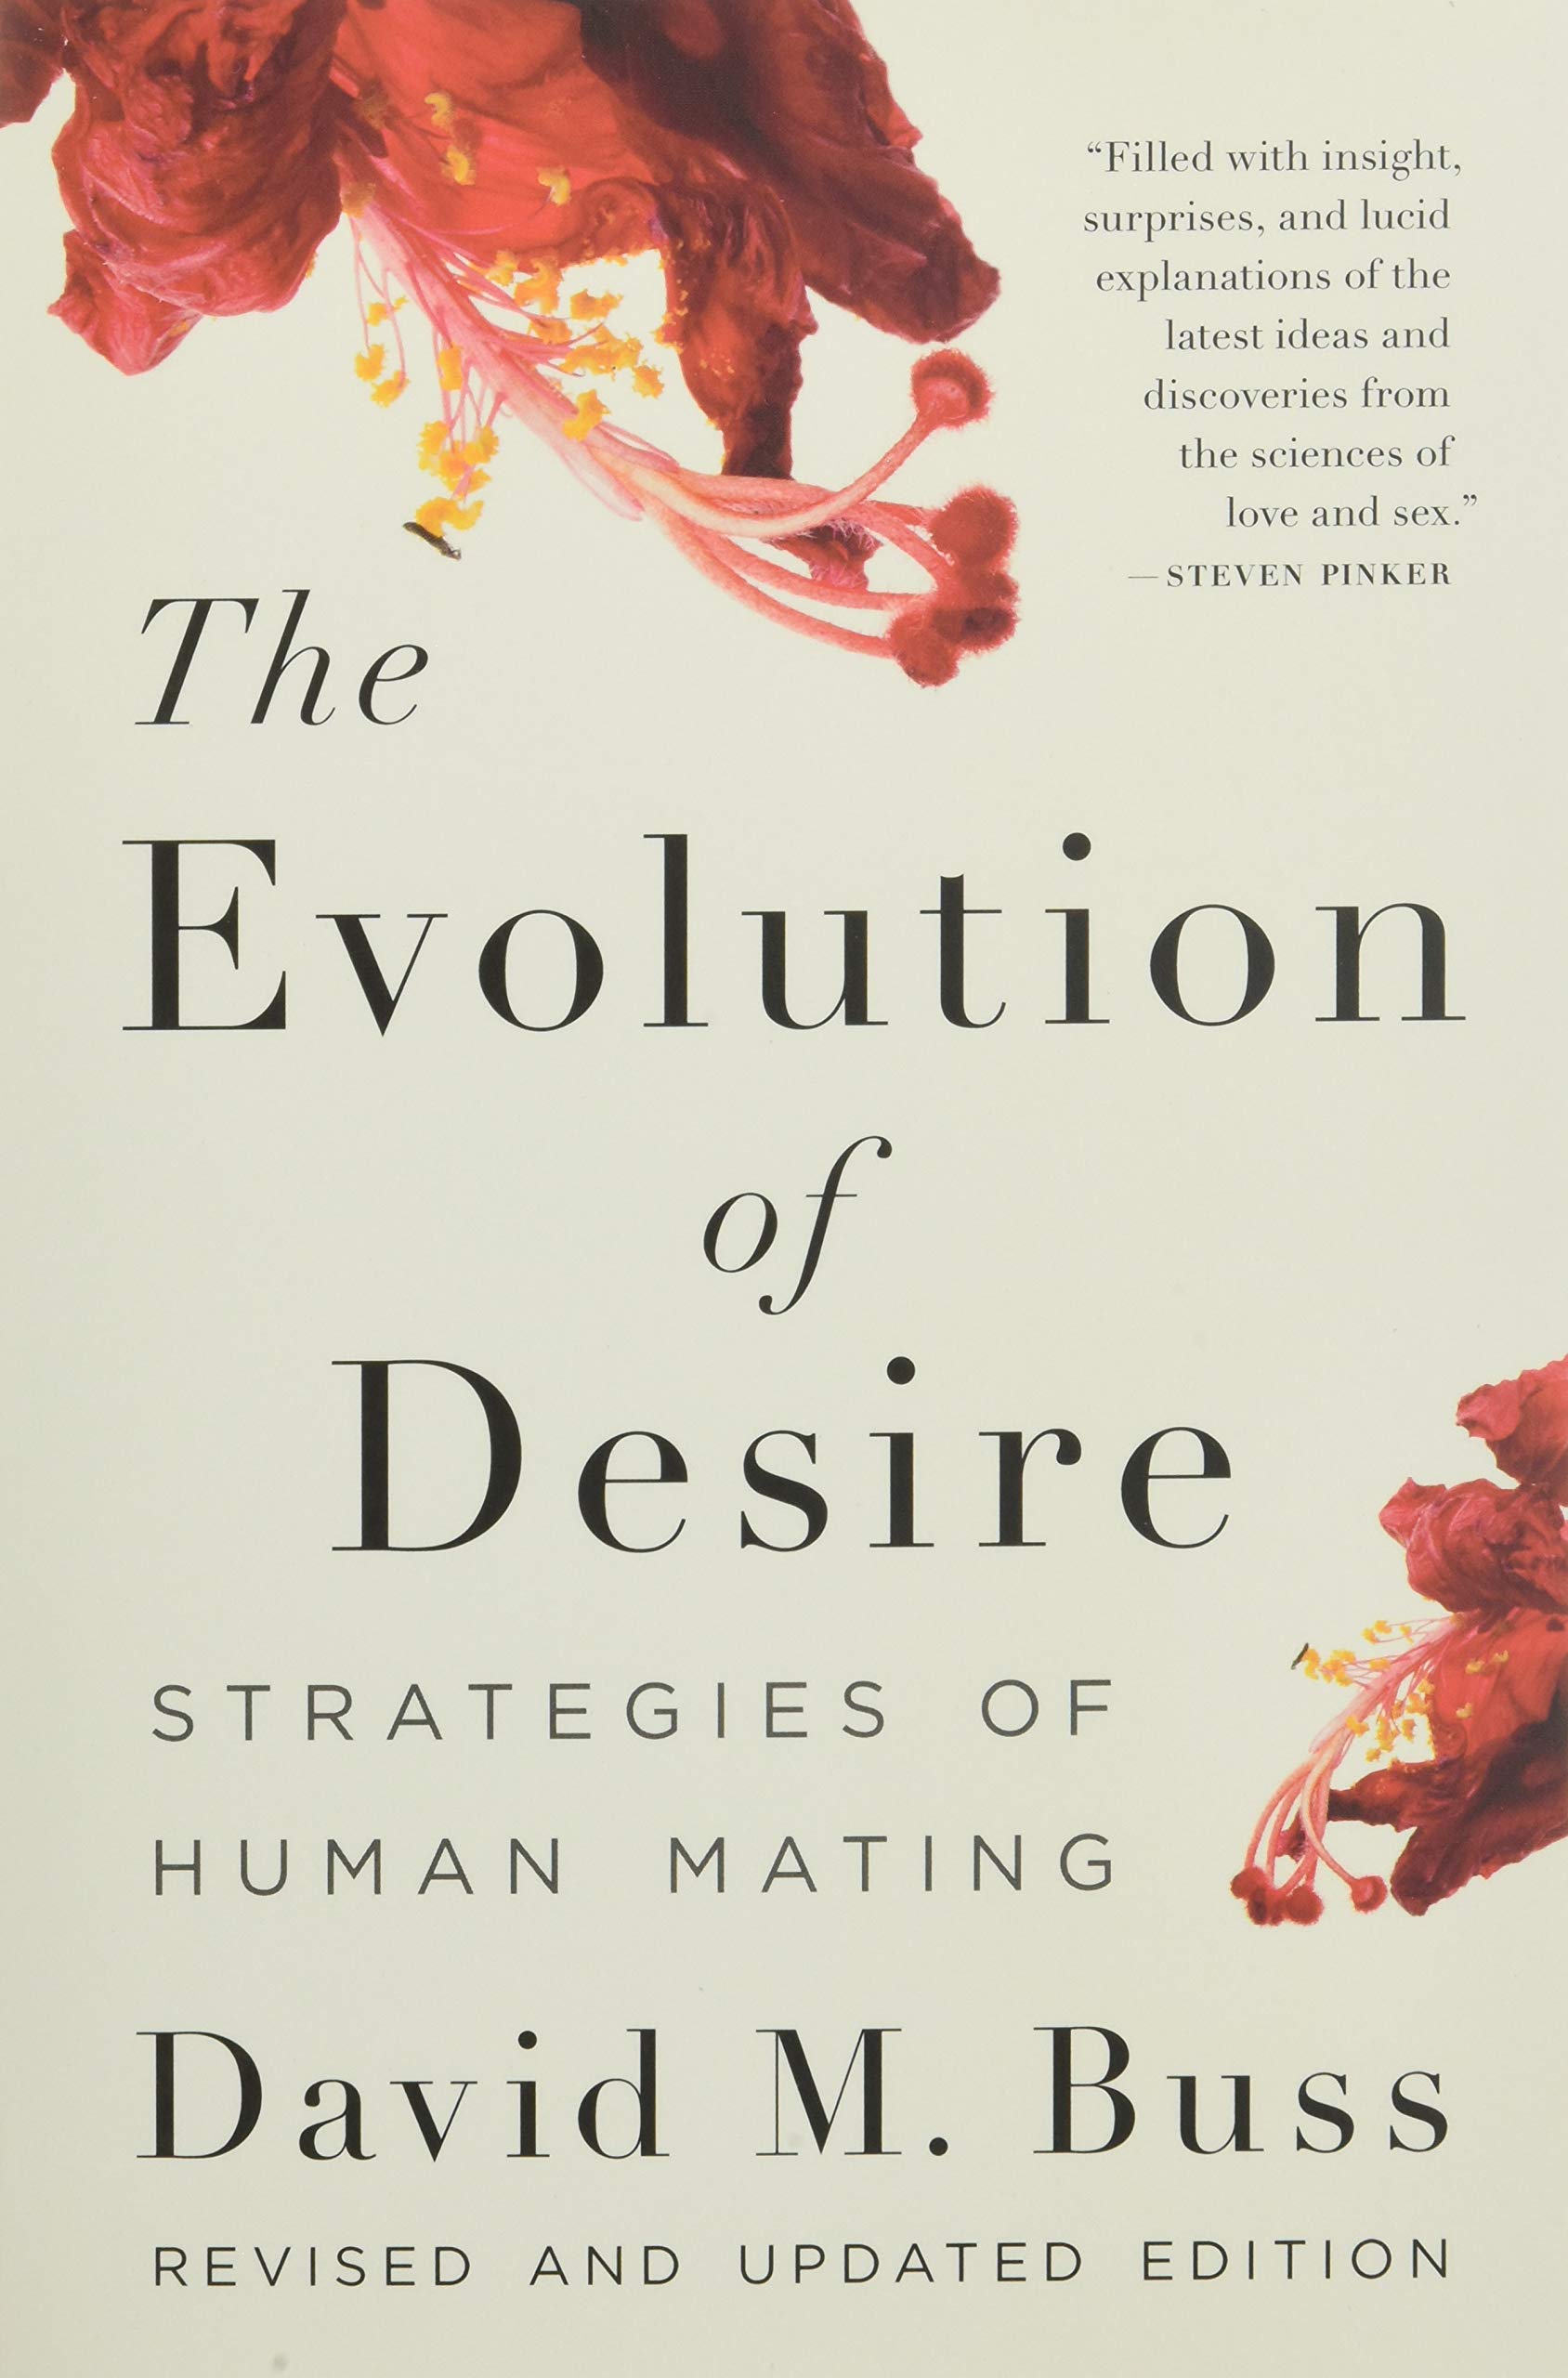 “Filled with insight,
surprises, and lucid
explanations of the
latest ideas and
discoveries from
the sciences of
love and sex.”
—STEVEN PINKER
The
Evolution
of
Desire
STRATEGIES OF
HUMAN MATING
David M. Buss
REVISED AND UPDATED EDITION